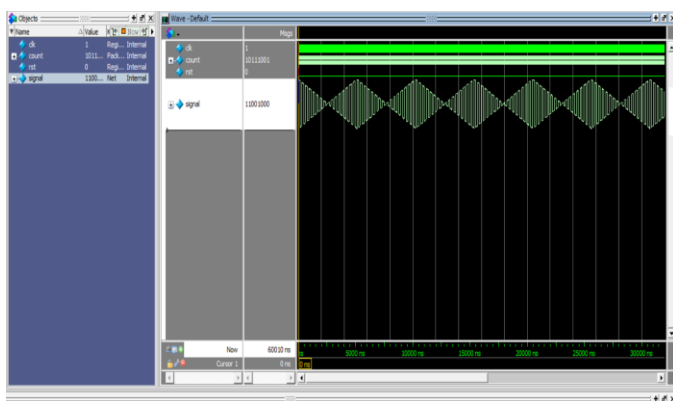 Objects
Wave - Default
Name Value
Msgs
clk 1 Regi... Internal
count 1011... Pack... Internal
rst 0 Regi... Internal
signal 1100... Net Internal
clk 1
count 10111001
rst 0
signal 11001000
Now 60010 ns
5000 ns 10000 ns 15000 ns 20000 ns 25000 ns 30000 ns
Cursor 1 0 ns
0 ns